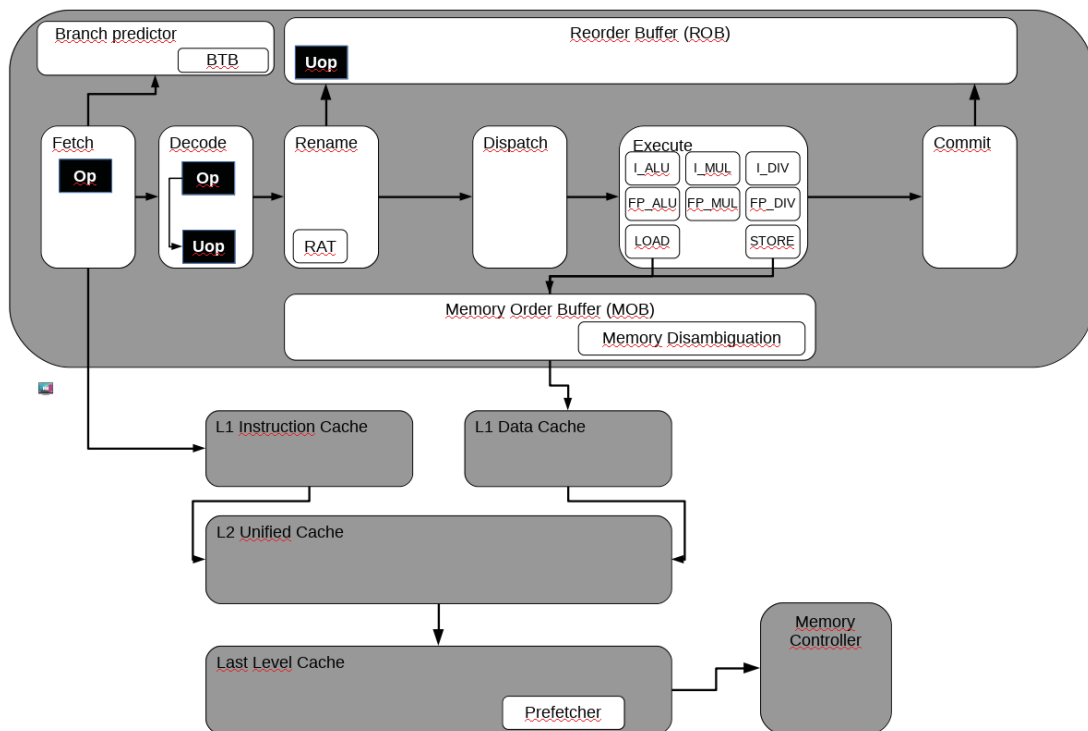 Branch predictor
BTB
Reorder Buffer (ROB)
Uop
Fetch
Op
Decode
Op
Uop
Rename
RAT
Dispatch
Execute
I_ALU
I_MUL
I_DIV
FP_ALU
FP_MUL
FP_DIV
LOAD
STORE
Commit
Memory Order Buffer (MOB)
Memory Disambiguation
L1 Instruction Cache
L1 Data Cache
L2 Unified Cache
Last Level Cache
Prefetcher
Memory
Controller